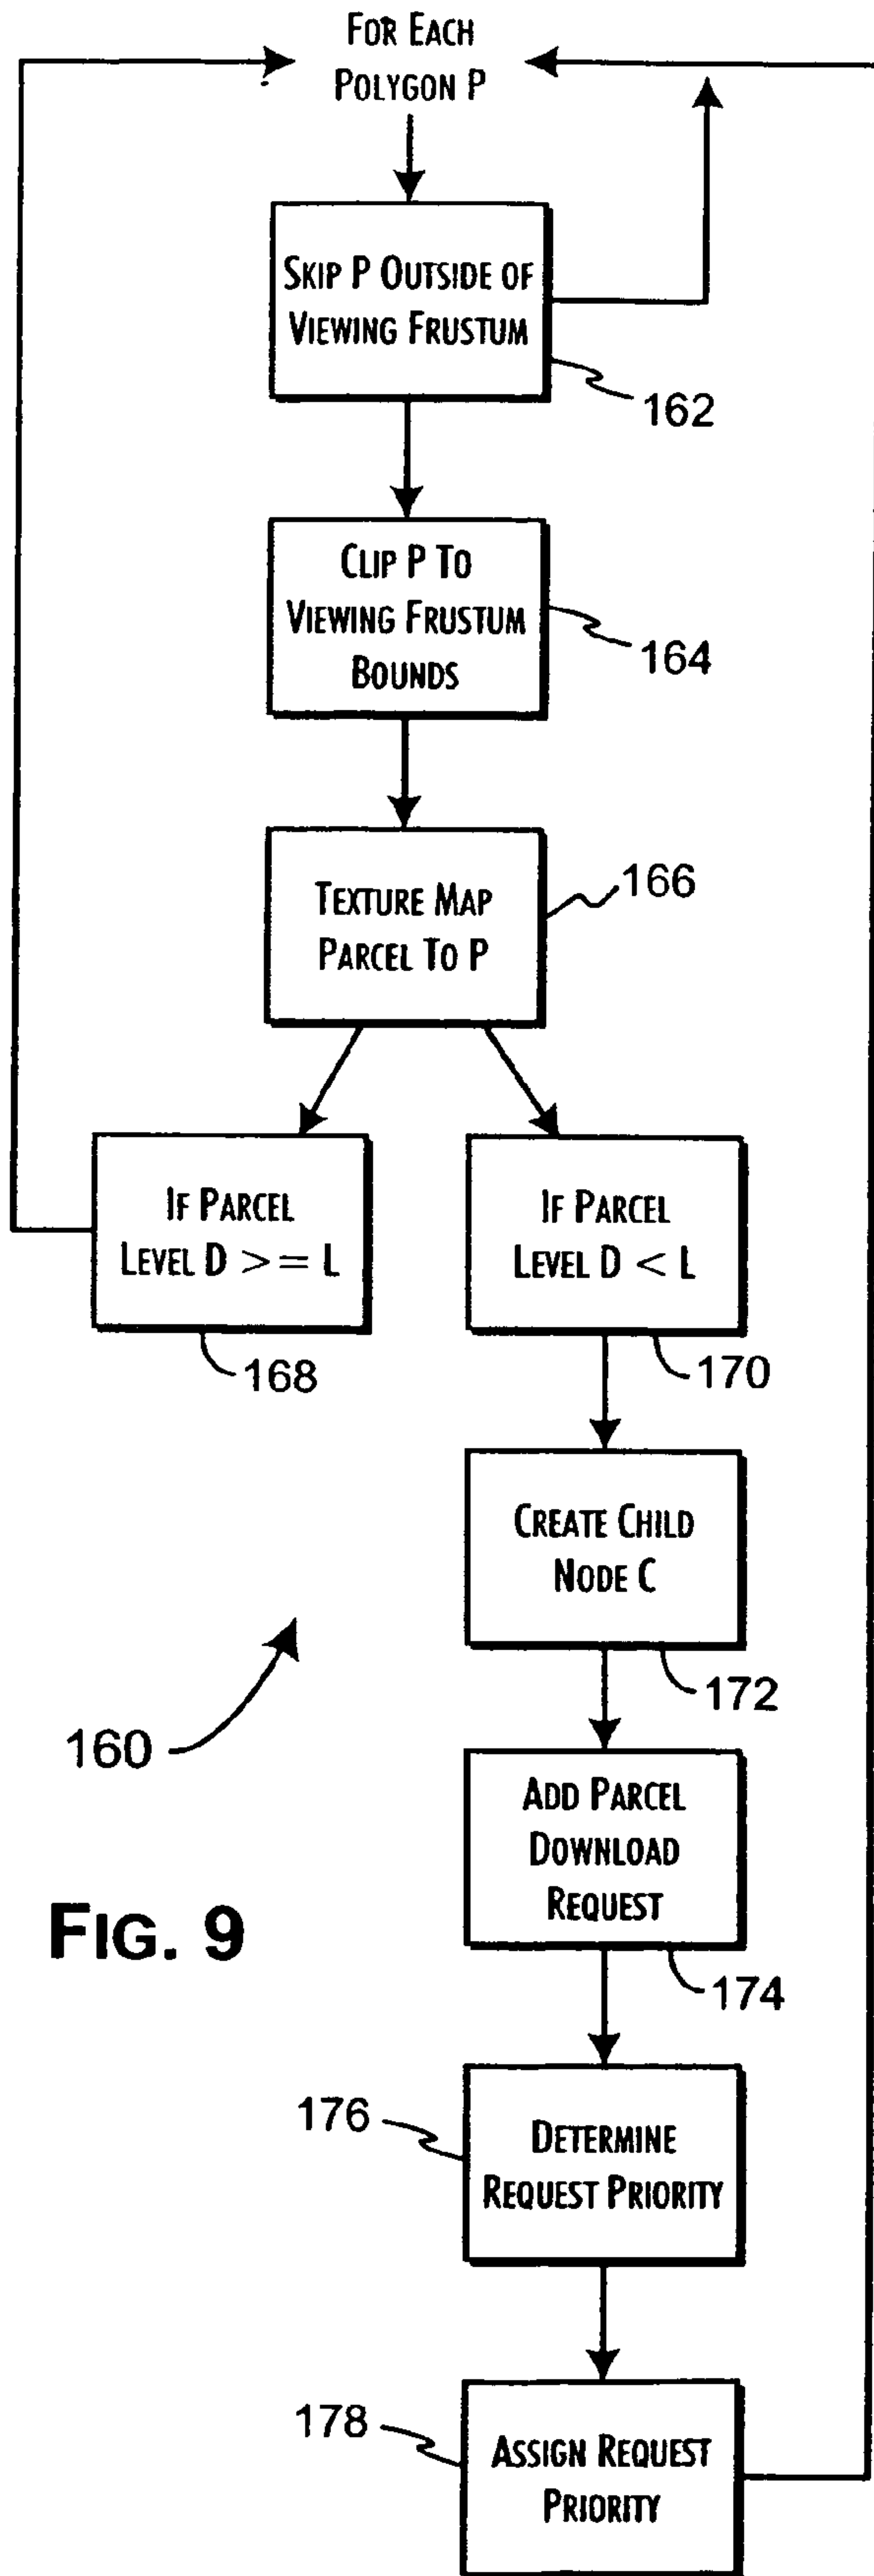 FOR EACH
POLYGON P
SKIP P OUTSIDE OF
VIEWING FRUSTUM
162
CLIP P TO
VIEWING FRUSTUM
BOUNDS
164
TEXTURE MAP
PARCEL TO P
166
IF PARCEL
LEVEL D >= L
168
IF PARCEL
LEVEL D < L
170
CREATE CHILD
NODE C
172
160
ADD PARCEL
DOWNLOAD
REQUEST
174
FIG. 9
176
DETERMINE
REQUEST PRIORITY
178
ASSIGN REQUEST
PRIORITY